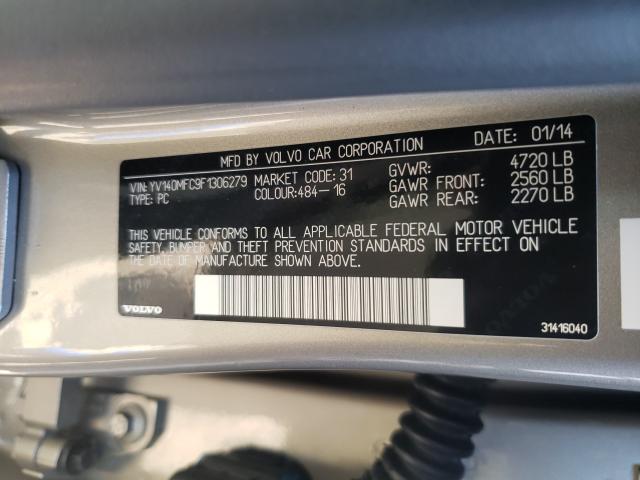 MFD BY VOLVO CAR CORPORATION DATE: 01/14
VIN: YV140MFC9F1306279 MARKET CODE: 31 GVWR: 4720 LB
TYPE: PC COLOUR:484-16 GAWR FRONT: 2560 LB
GAWR REAR: 2270 LB
THIS VEHICLE CONFORMS TO ALL APPLICABLE FEDERAL MOTOR VEHICLE
SAFETY, BUMPER AND THEFT PREVENTION STANDARDS IN EFFECT ON
THE DATE OF MANUFACTURE SHOWN ABOVE.
VOLVO
31416040